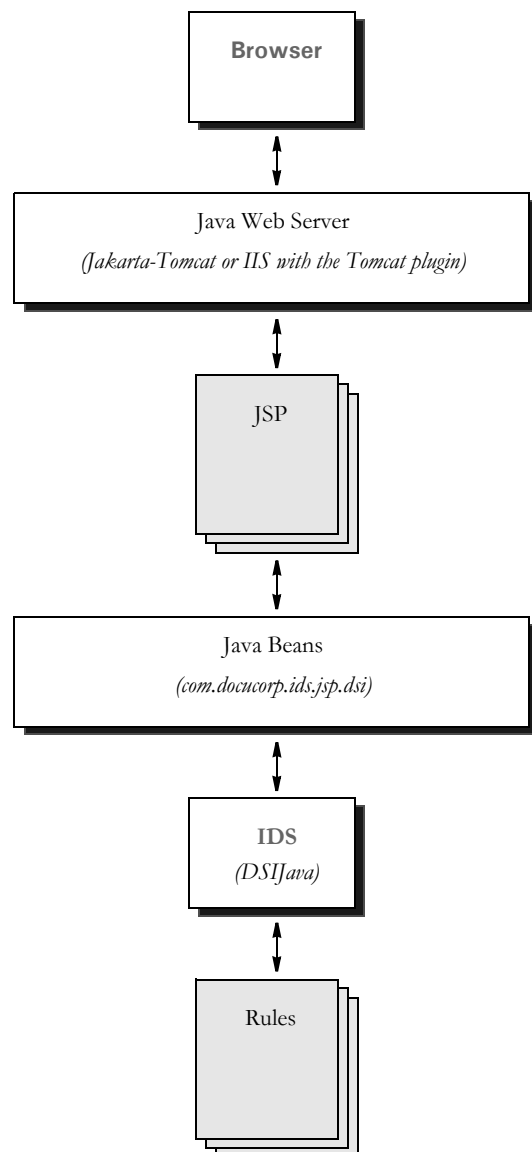 Browser
Java Web Server
(Jakarta-Tomcat or IIS with the Tomcat plugin)
JSP
Java Beans
(com.docucorp.ids.jsp.dsi)
IDS
(DSIJava)
Rules